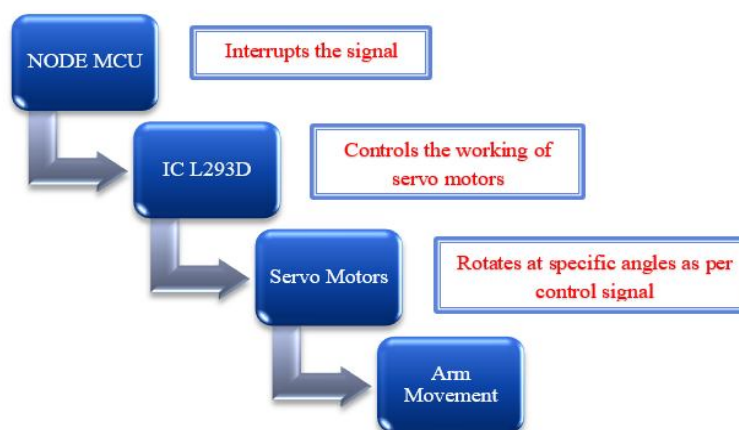 NODE MCU
Interrupts the signal
IC L293D
Controls the working of
servo motors
Servo Motors
Rotates at specific angles as per
control signal
Arm
Movement